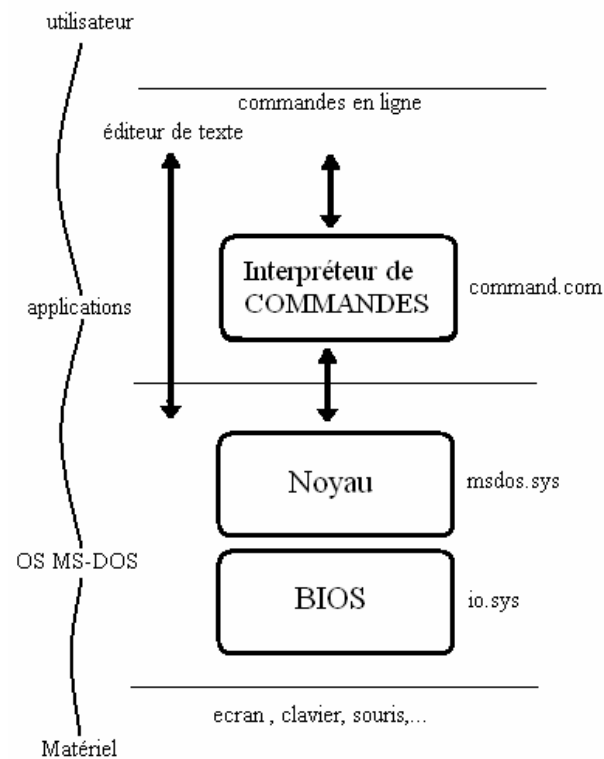 utilisateur
commandes en ligne
éditeur de texte
Interpréteur de
COMMANDES
command.com
applications
Noyau
msdos.sys
OS MS-DOS
BIOS
io.sys
ecran , clavier, souris,...
Matériel